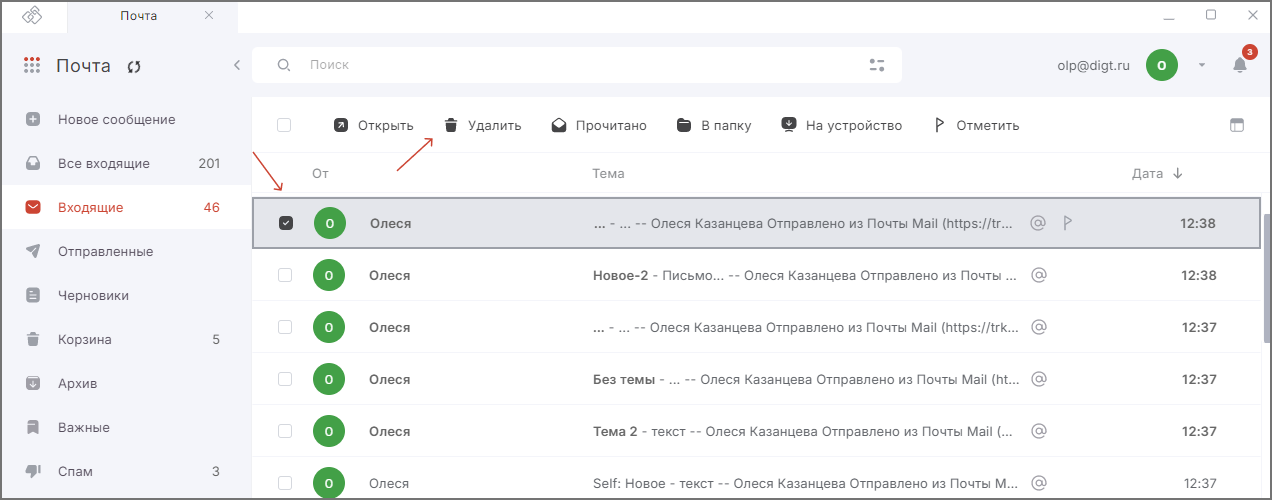 Почта
Почта
Поиск
olp@digt.ru
О
3
Новое сообщение
Все входящие 201
Входящие 46
Отправленные
Черновики
Корзина 5
Архив
Важные
Спам 3
Открыть Удалить Прочитано В папку На устройство Отметить
От Тема Дата
О Олеся ... - ... -- Олеся Казанцева Отправлено из Почты Mail (https://tr... 12:38
О Олеся Новое-2 - Письмо... -- Олеся Казанцева Отправлено из Почты ... 12:38
О Олеся ... - ... -- Олеся Казанцева Отправлено из Почты Mail (https://trk... 12:37
О Олеся Без темы - ... -- Олеся Казанцева Отправлено из Почты Mail (ht... 12:37
О Олеся Тема 2 - текст -- Олеся Казанцева Отправлено из Почты Mail (... 12:37
О Олеся Self: Новое - текст -- Олеся Казанцева Отправлено из Почты М... 12:37